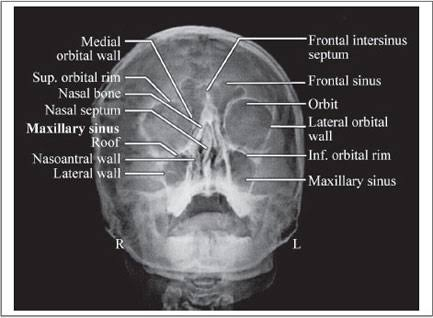 Medial
orbital wall
Sup. orbital rim
Nasal bone
Nasal septum
Maxillary sinus
Roof
Nasoantral wall
Lateral wall
R
Frontal intersinus
septum
Frontal sinus
Orbit
Lateral orbital
wall
Inf. orbital rim
Maxillary sinus
L